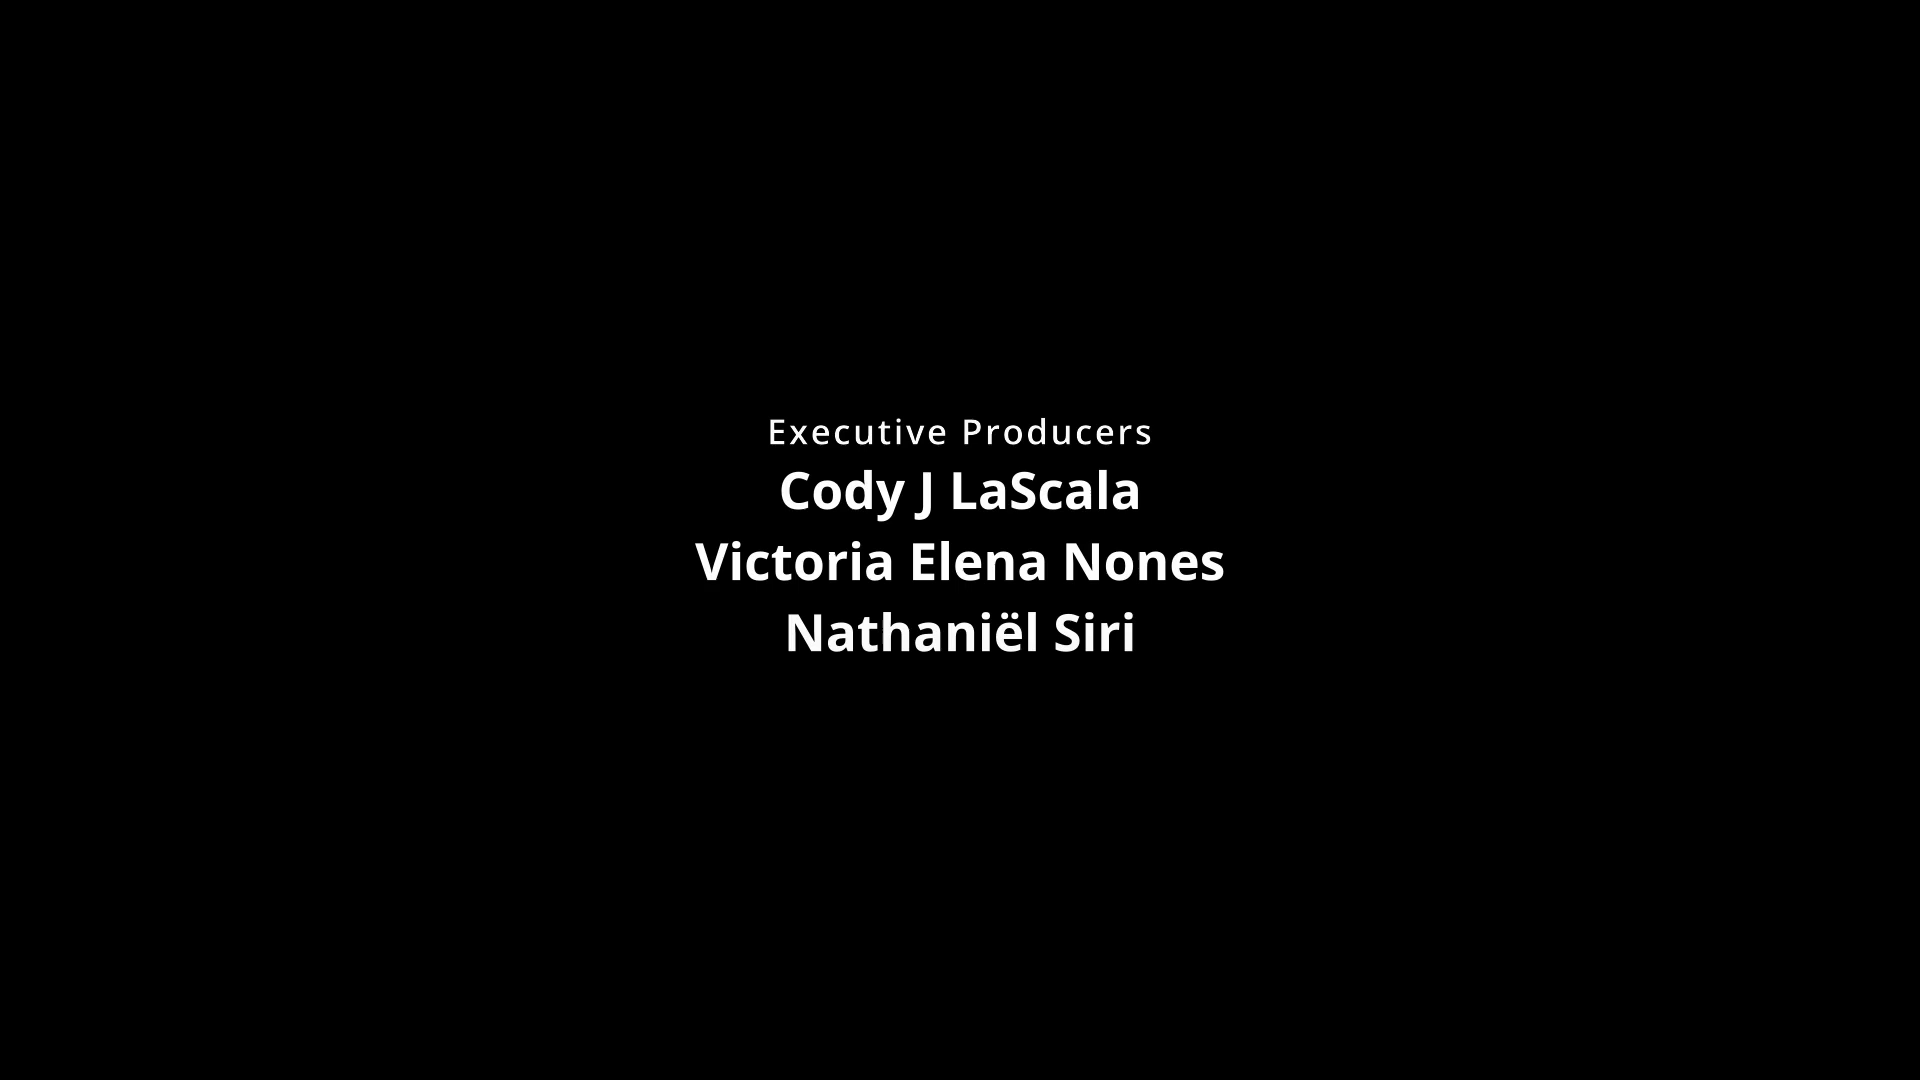 Executive Producers
Cody J LaScala
Victoria Elena Nones
Nathaniël Siri